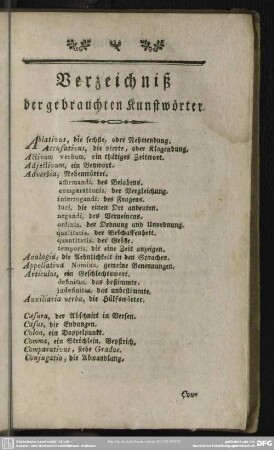 Verzeichniß
der gebrauchten Kunstwörter.
Ablativus, die sechste, oder Nehmendung.
Accusativus, die vierte, oder Klagendung.
Activum verbum, ein thätiges Zeitwort.
Adjectivum, ein Beywort.
Adverbia, Nebenwörter.
affirmandi, des Bejahens.
comparationis, der Vergleichung.
interrogandi, des Fragens.
loci, die einen Ort andeuten.
negandi, des Verneinens.
ordinis, der Ordnung und Unordnung.
qualitatis, der Beschaffenheit.
quantitatis, der Größe.
temporis, die eine Zeit anzeigen.
Analogia, die Aehnlichkeit in den Sprachen.
Appellativa Nomina, gemeine Benennungen.
Articulus, ein Geschlechtswort.
definitus, das bestimmte.
indefinitus, das unbestimmte.
Auxiliaria verba, die Hülfswörter.
Cæsura, der Abschnitt in Versen.
Casus, die Endungen.
Colon, ein Doppelpunkt.
Comma, ein Strichlein, Beystrich.
Comparativus, siehe Gradus.
Conjugatio, die Abwandlung.